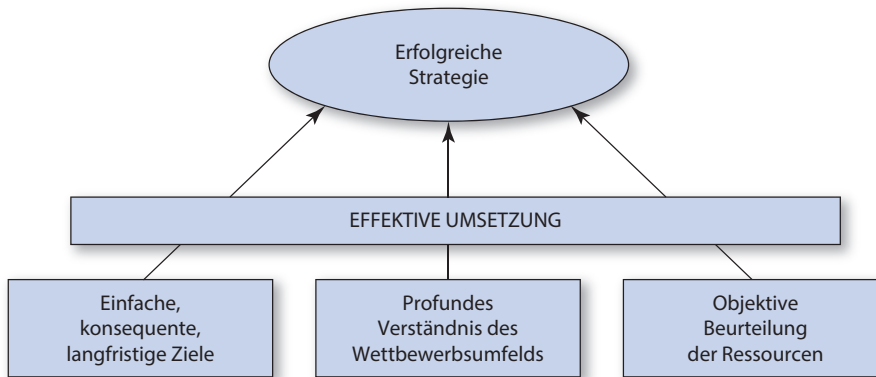 Erfolgreiche
Strategie
EFFEKTIVE UMSETZUNG
Einfache,
konsequente,
langfristige Ziele
Profundes
Verständnis des
Wettbewerbsumfelds
Objektive
Beurteilung
der Ressourcen